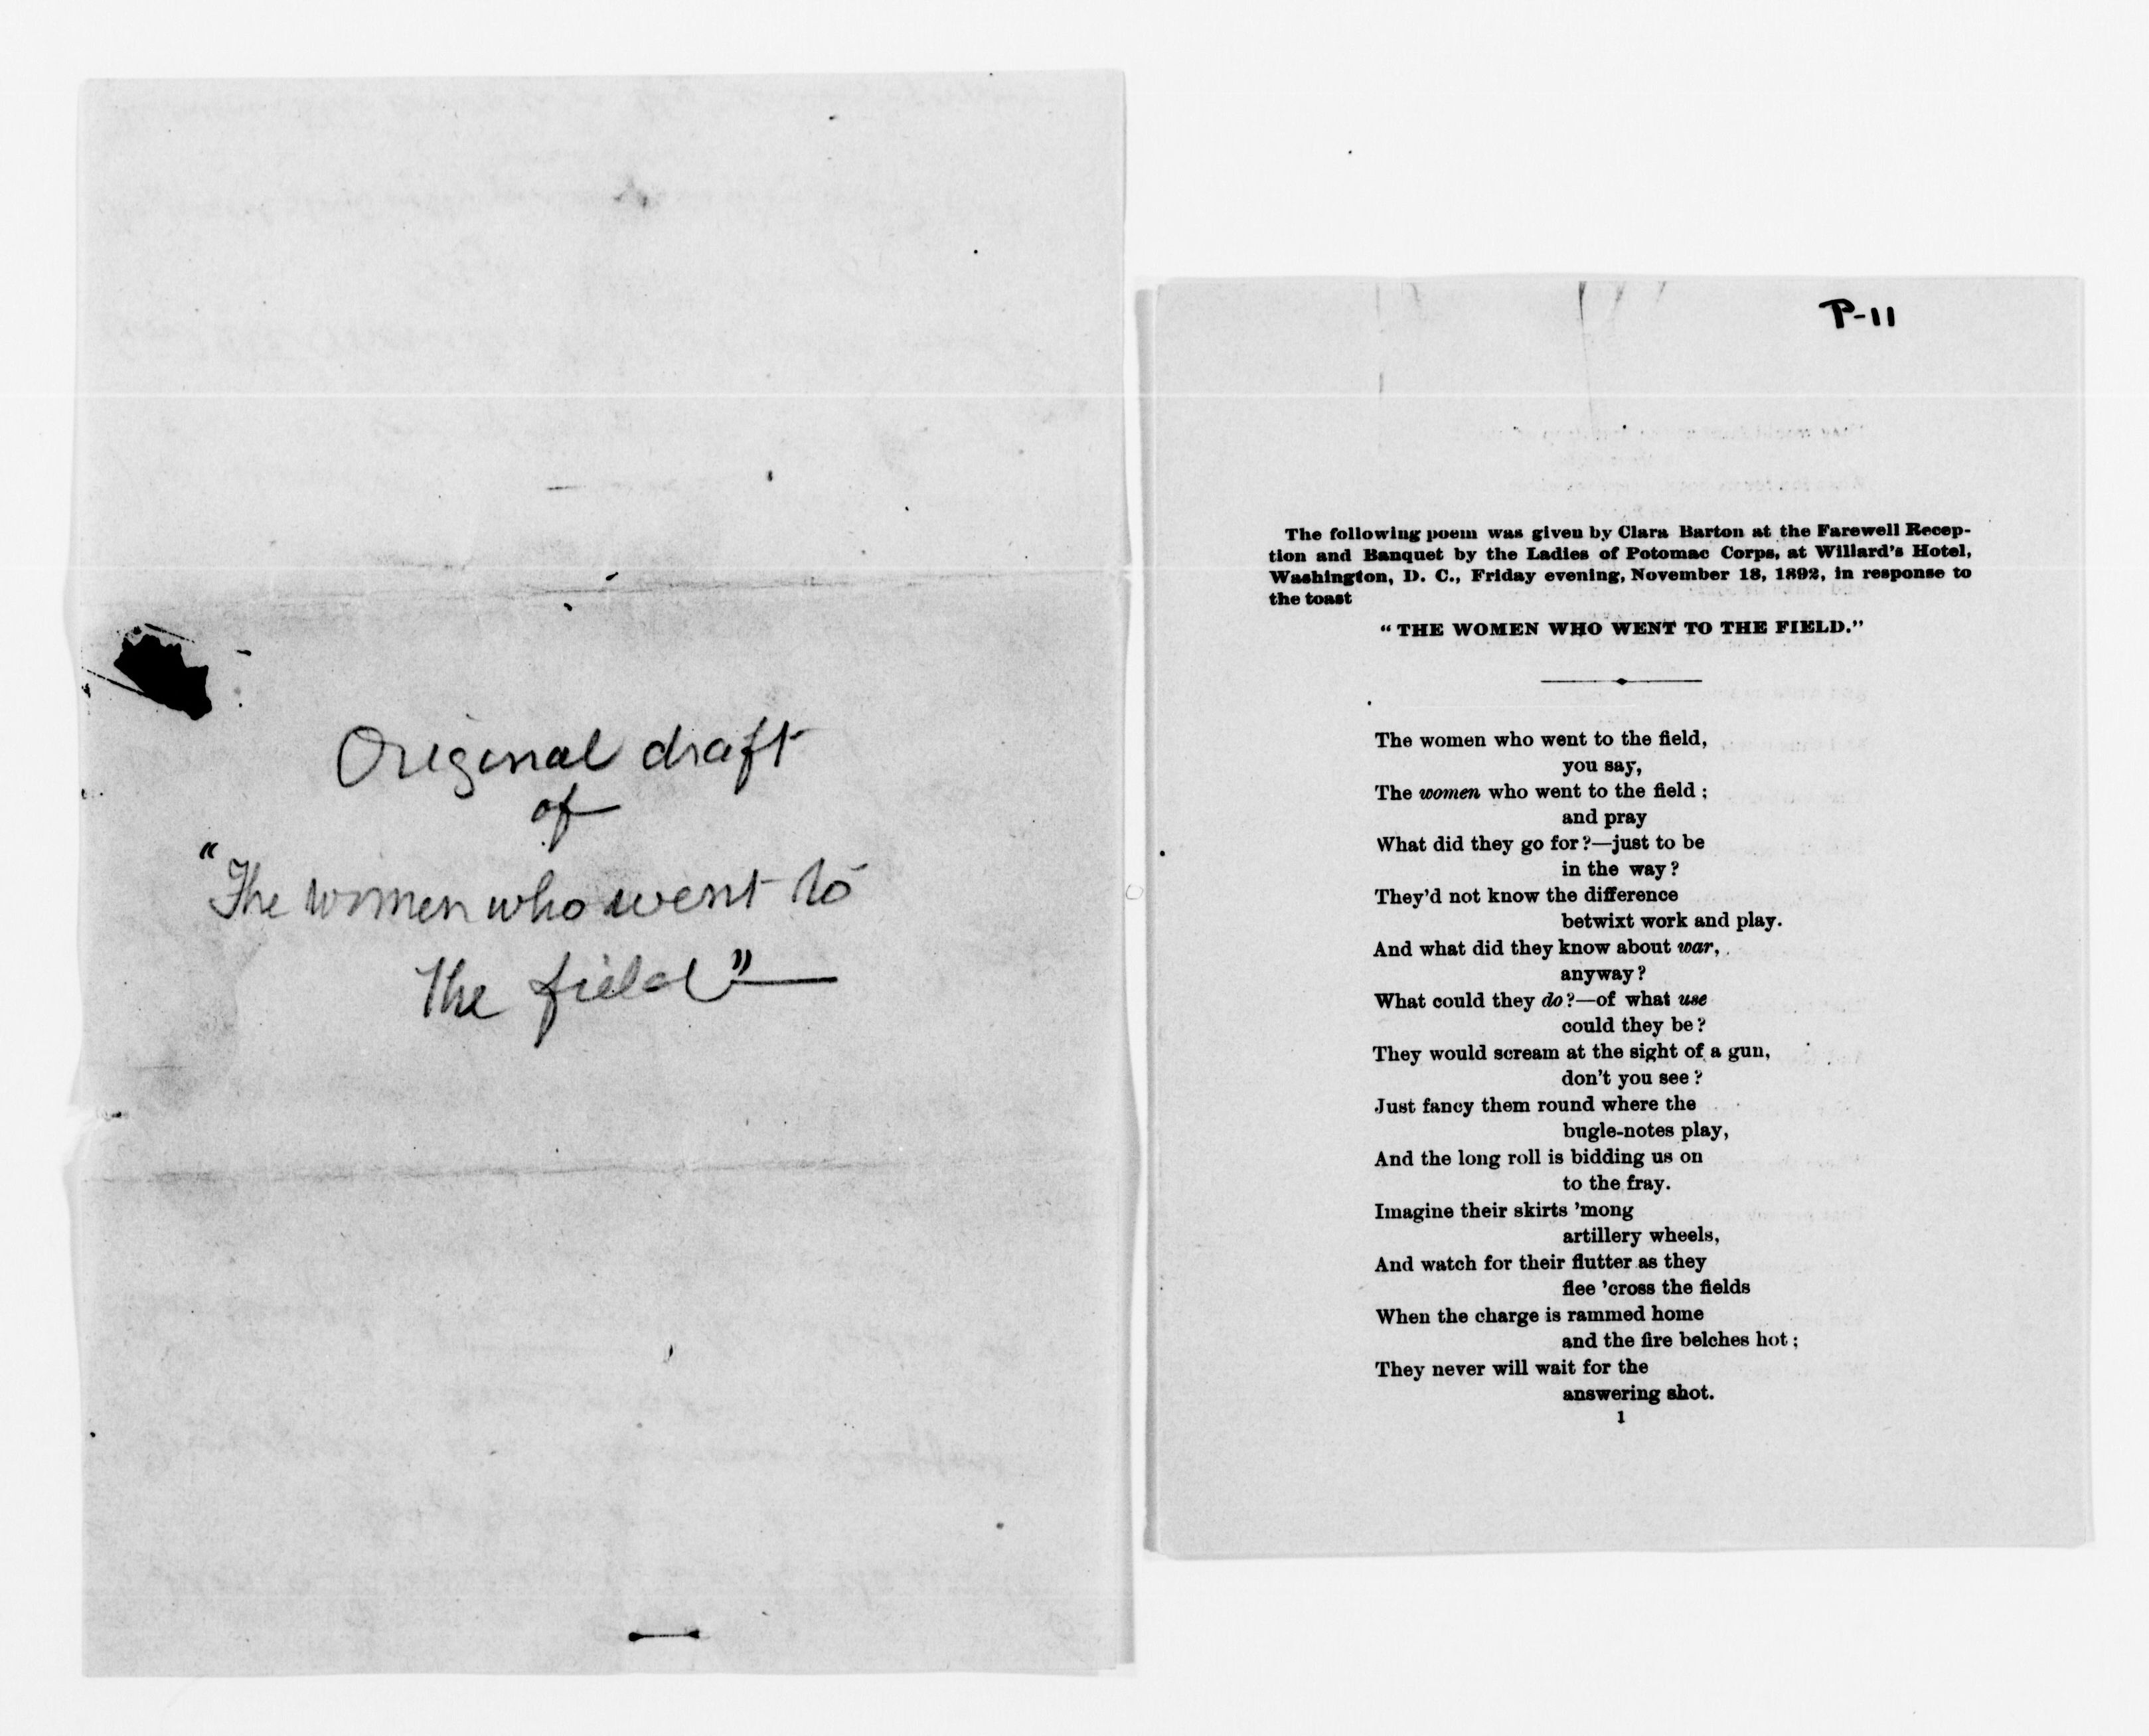 Original draft
of
"The women who went to
the field"—
P-11
The following poem was given by Clara Barton at the Farewell Recep-
tion and Banquet by the Ladies of Potomac Corps, at Willard's Hotel,
Washington, D. C., Friday evening, November 18, 1892, in response to
the toast
"THE WOMEN WHO WENT TO THE FIELD."
The women who went to the field,
you say,
The women who went to the field;
and pray
What did they go for?—just to be
in the way?
They'd not know the difference
betwixt work and play.
And what did they know about war,
anyway?
What could they do?—of what use
could they be?
They would scream at the sight of a gun,
don't you see?
Just fancy them round where the
bugle-notes play,
And the long roll is bidding us on
to the fray.
Imagine their skirts 'mong
artillery wheels,
And watch for their flutter as they
flee 'cross the fields
When the charge is rammed home
and the fire belches hot;
They never will wait for the
answering shot.
1